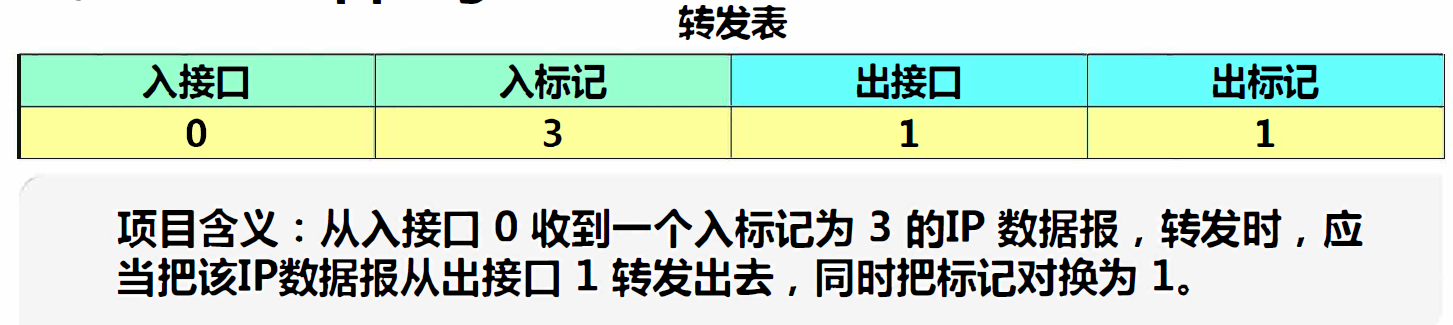 转发表
入接口 入标记 出接口 出标记
0 3 1 1
项目含义：从入接口 0 收到一个入标记为 3 的IP 数据报，转发时，应
当把该IP数据报从出接口 1 转发出去，同时把标记对换为 1。